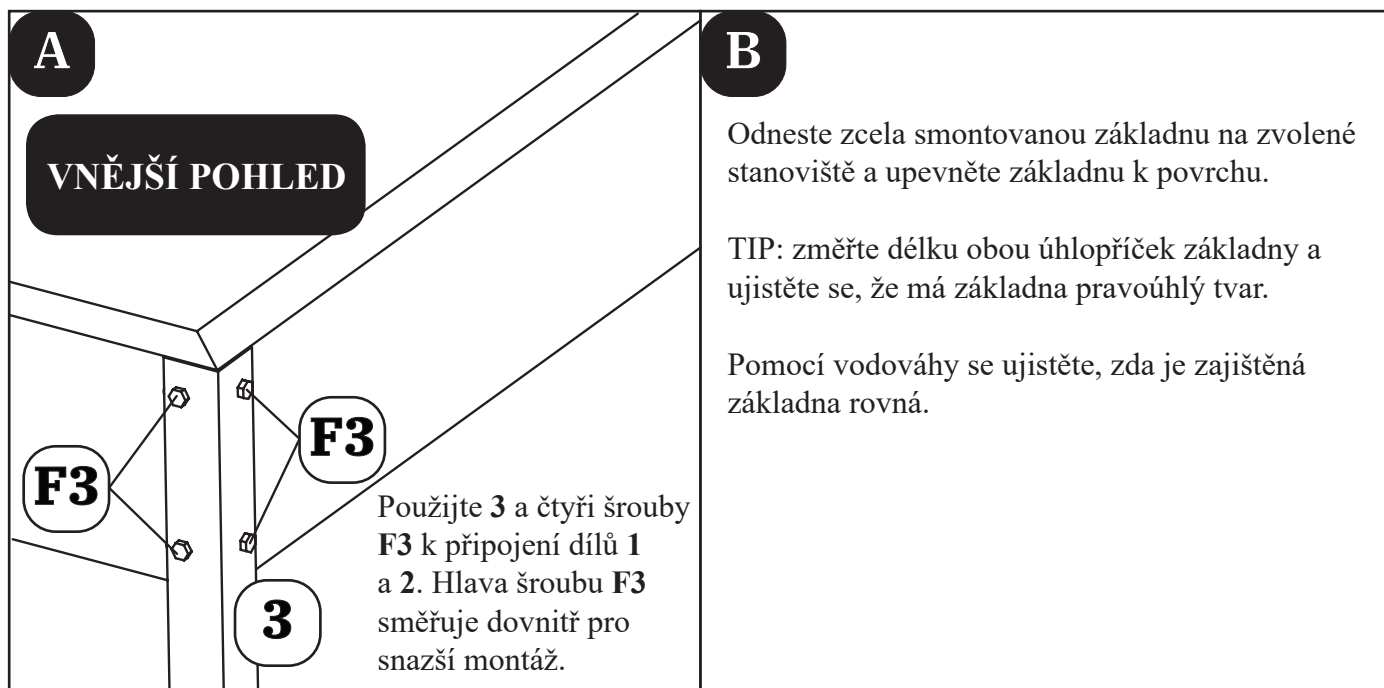 A
VNĚJŠÍ POHLED
F3
F3
3
Použijte 3 a čtyři šrouby
F3 k připojení dílů 1
a 2. Hlava šroubu F3
směřuje dovnitř pro
snazší montáž.
B
Odneste zcela smontovanou základnu na zvolené
stanoviště a upevněte základnu k povrchu.
TIP: změřte délku obou úhlopříček základny a
ujistěte se, že má základna pravoúhlý tvar.
Pomocí vodováhy se ujistěte, zda je zajištěná
základna rovná.